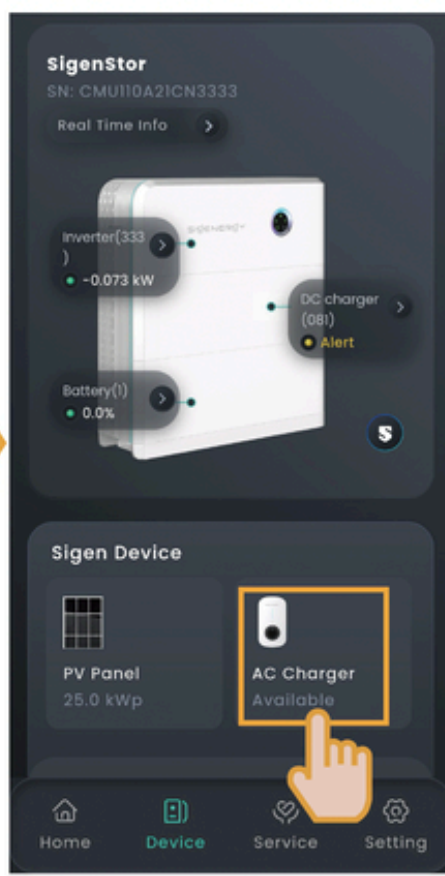 SigenStor
SN: CMU110A21CN3333
Real Time Info >
SIGENERGY
Inverter(333
)
-0.073 kW
DC charger
(081)
Alert
Battery(1)
0.0%
Sigen Device
PV Panel
25.0 kWp
AC Charger
Available
Home
Device
Service
Setting